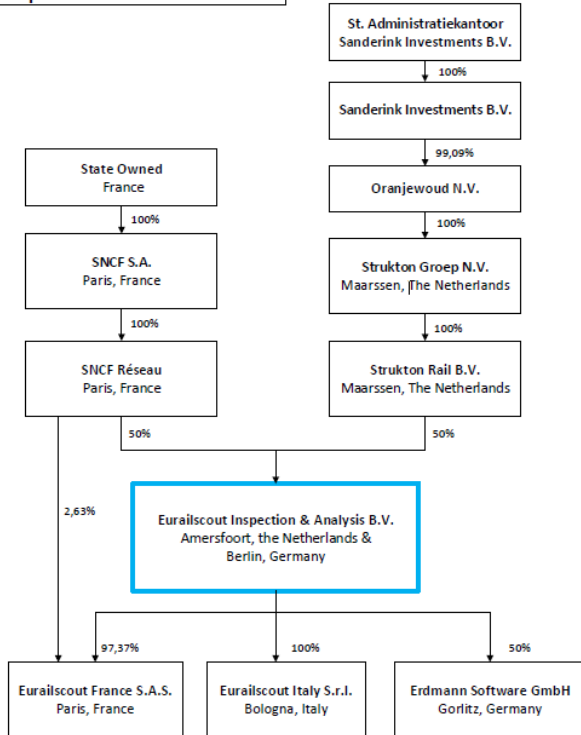 St. Administratiekantoor
Sanderink Investments B.V.
100%
Sanderink Investments B.V.
99,09%
State Owned
France
Oranjewoud N.V.
100%
100%
SNCF S.A.
Paris, France
Strukton Groep N.V.
Maarssen, The Netherlands
100%
100%
SNCF Réseau
Paris, France
Strukton Rail B.V.
Maarssen, The Netherlands
50%
50%
2,63%
Eurailscout Inspection & Analysis B.V.
Amersfoort, the Netherlands &
Berlin, Germany
97,37%
100%
50%
Eurailscout France S.A.S.
Paris, France
Eurailscout Italy S.r.l.
Bologna, Italy
Erdmann Software GmbH
Gorlitz, Germany